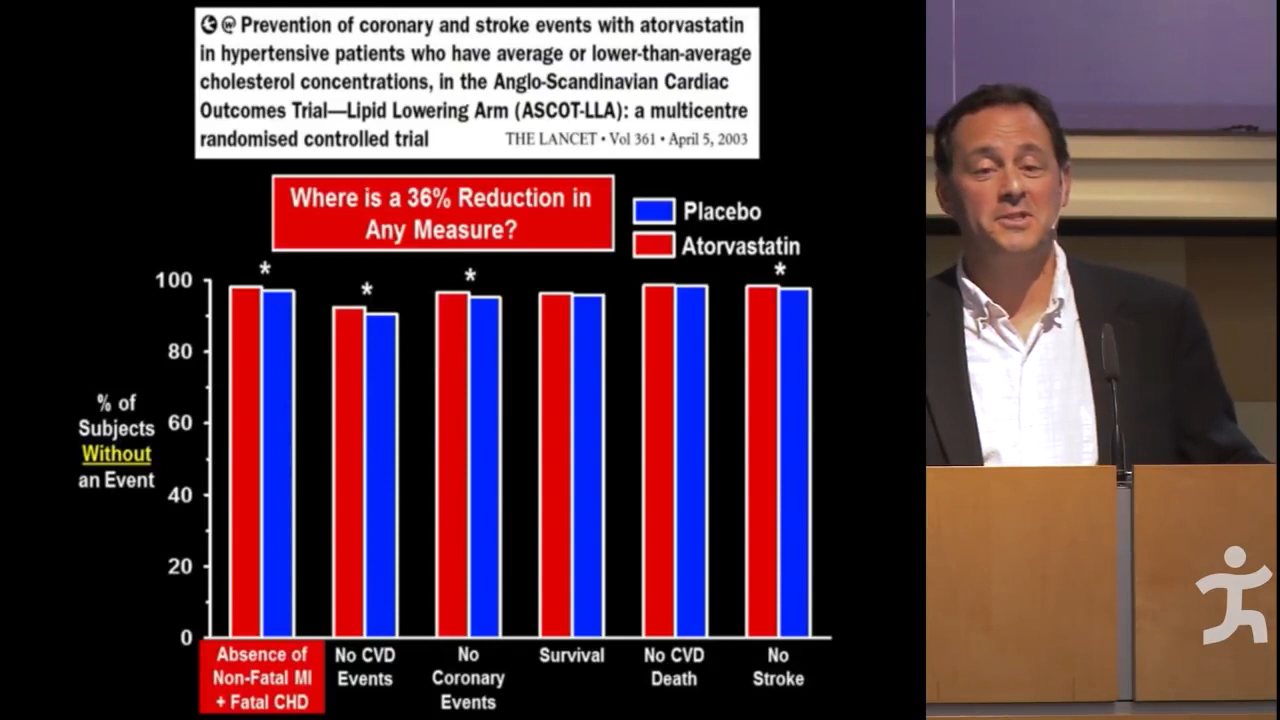 Prevention of coronary and stroke events with atorvastatin
in hypertensive patients who have average or lower-than-average
cholesterol concentrations, in the Anglo-Scandinavian Cardiac
Outcomes Trial—Lipid Lowering Arm (ASCOT-LLA): a multicentre
randomised controlled trial THE LANCET • Vol 361 • April 5, 2003
Where is a 36% Reduction in
Any Measure?
Placebo
Atorvastatin
* * * *
100
80
60
40
20
0
% of
Subjects
Without
an Event
Absence of
Non-Fatal MI
+ Fatal CHD
No CVD
Events
No
Coronary
Events
Survival
No CVD
Death
No
Stroke